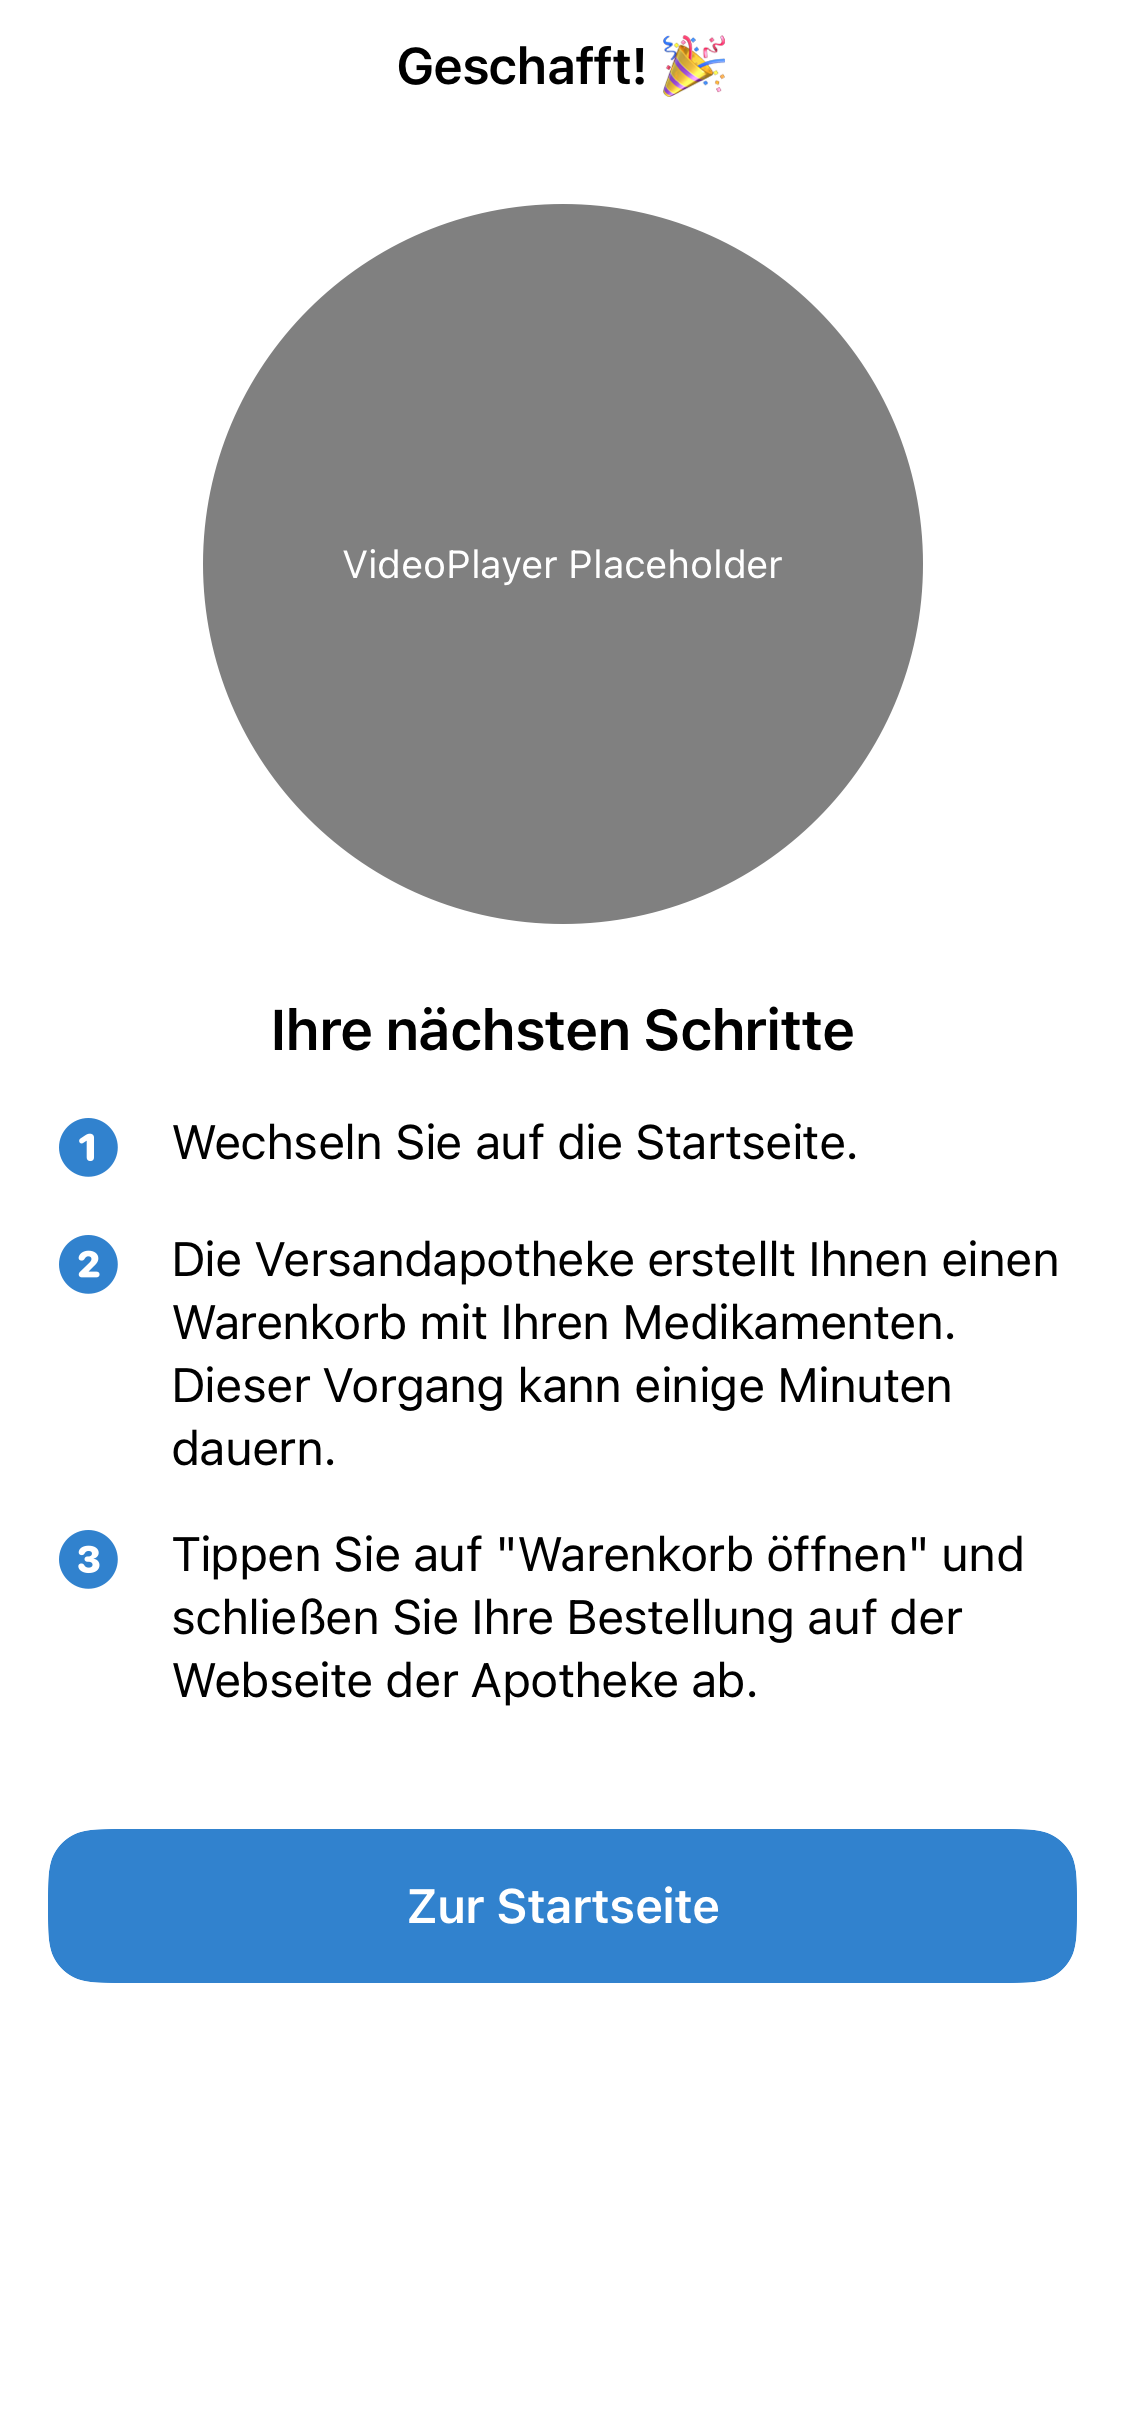 Geschafft! 🎉
VideoPlayer Placeholder
Ihre nächsten Schritte
1 Wechseln Sie auf die Startseite.
2 Die Versandapotheke erstellt Ihnen einen
Warenkorb mit Ihren Medikamenten.
Dieser Vorgang kann einige Minuten
dauern.
3 Tippen Sie auf "Warenkorb öffnen" und
schließen Sie Ihre Bestellung auf der
Webseite der Apotheke ab.
Zur Startseite